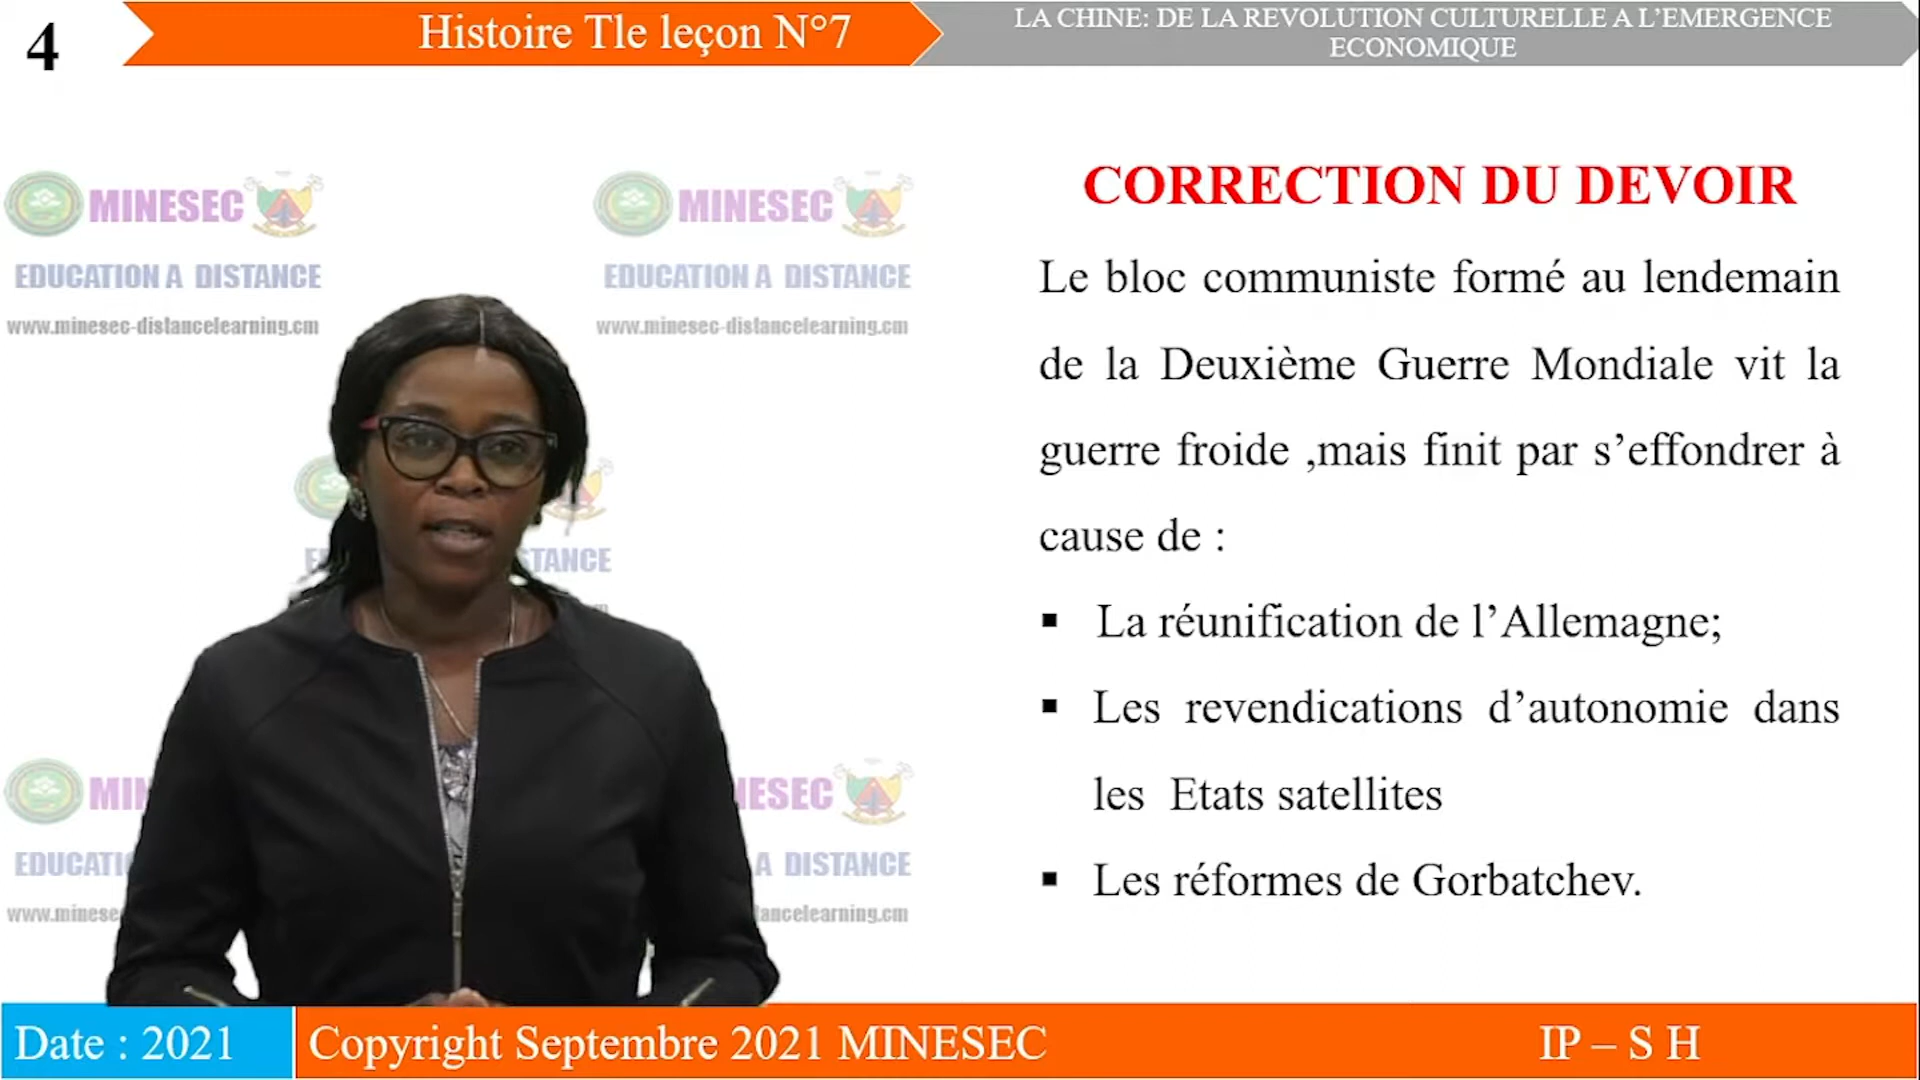 4
Histoire Tle leçon N°7
LA CHINE: DE LA REVOLUTION CULTURELLE A L’EMERGENCE
ECONOMIQUE
MINESEC
MINESEC
EDUCATION A DISTANCE
EDUCATION A DISTANCE
www.minesec-distancelearning.cm
www.minesec-distancelearning.cm
CORRECTION DU DEVOIR
Le bloc communiste formé au lendemain
de la Deuxième Guerre Mondiale vit la
guerre froide ,mais finit par s’effondrer à
cause de :
▪ La réunification de l’Allemagne;
▪ Les revendications d’autonomie dans
les Etats satellites
▪ Les réformes de Gorbatchev.
Date : 2021
Copyright Septembre 2021 MINESEC
IP – S H